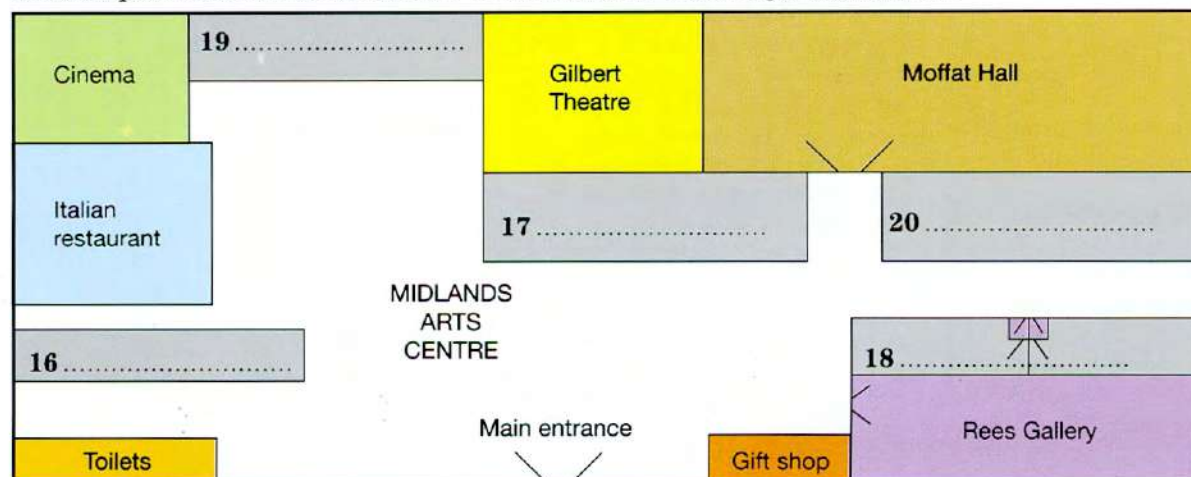 19 ........................................
Cinema
Gilbert
Theatre
Moffat Hall
Italian
restaurant
17 ........................................
20 ........................................
MIDLANDS
ARTS
CENTRE
16 ........................................
18 ........................................
Main entrance
Rees Gallery
Toilets
Gift shop